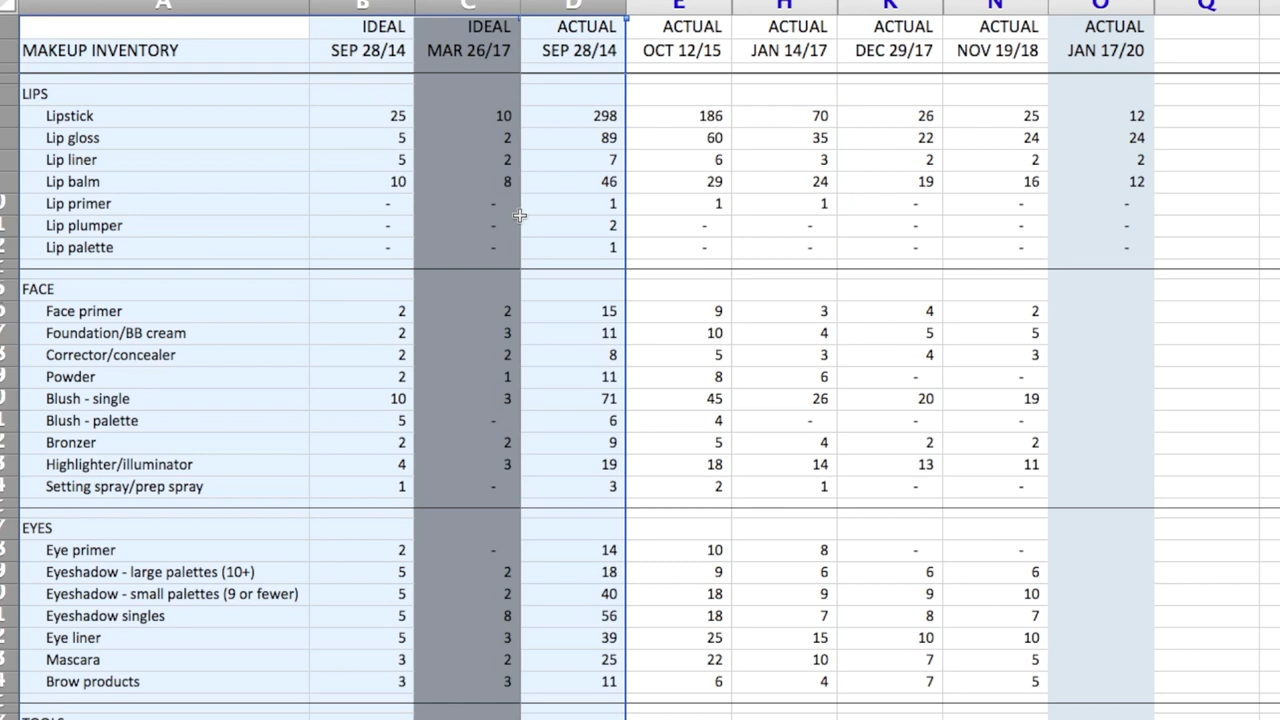 A B C D E H K N O Q
IDEAL IDEAL ACTUAL ACTUAL ACTUAL ACTUAL ACTUAL ACTUAL
MAKEUP INVENTORY SEP 28/14 MAR 26/17 SEP 28/14 OCT 12/15 JAN 14/17 DEC 29/17 NOV 19/18 JAN 17/20
LIPS
Lipstick 25 10 298 186 70 26 25 12
Lip gloss 5 2 89 60 35 22 24 24
Lip liner 5 2 7 6 3 2 2 2
Lip balm 10 8 46 29 24 19 16 12
Lip primer - - 1 1 1 - - -
Lip plumper - - 2 - - - - -
Lip palette - - 1 - - - - -
FACE
Face primer 2 2 15 9 3 4 2
Foundation/BB cream 2 3 11 10 4 5 5
Corrector/concealer 2 2 8 5 3 4 3
Powder 2 1 11 8 6 - -
Blush - single 10 3 71 45 26 20 19
Blush - palette 5 - 6 4 - - -
Bronzer 2 2 9 5 4 2 2
Highlighter/illuminator 4 3 19 18 14 13 11
Setting spray/prep spray 1 - 3 2 1 - -
EYES
Eye primer 2 - 14 10 8 - -
Eyeshadow - large palettes (10+) 5 2 18 9 6 6 6
Eyeshadow - small palettes (9 or fewer) 5 2 40 18 9 9 10
Eyeshadow singles 5 8 56 18 7 8 7
Eye liner 5 3 39 25 15 10 10
Mascara 3 2 25 22 10 7 5
Brow products 3 3 11 6 4 7 5
TOOLS